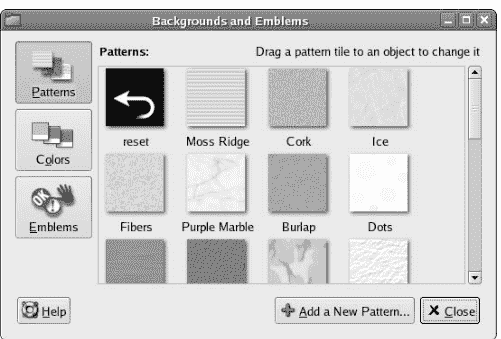 Backgrounds and Emblems
Patterns: Drag a pattern tile to an object to change it
Patterns
Colors
Emblems
reset Moss Ridge Cork Ice
Fibers Purple Marble Burlap Dots
Help Add a New Pattern... Close